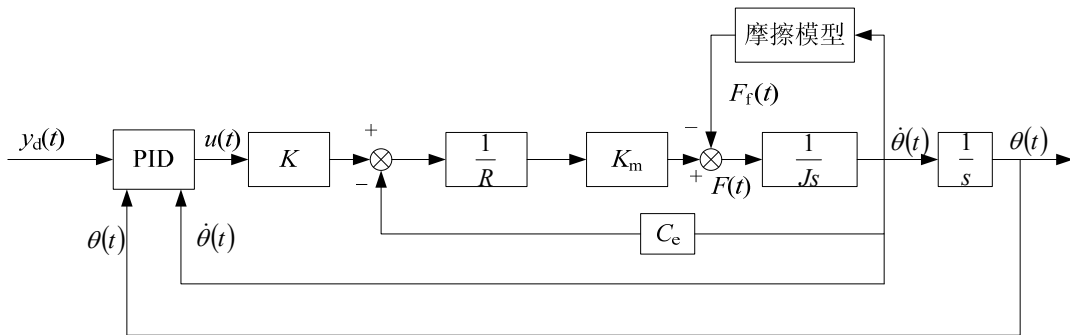 摩擦模型
F_f(t)
y_d(t)
PID
u(t)
K
+
−
1/R
K_m
−
+
F(t)
1/Js
θ̇(t)
1/s
θ(t)
C_e
θ(t)
θ̇(t)